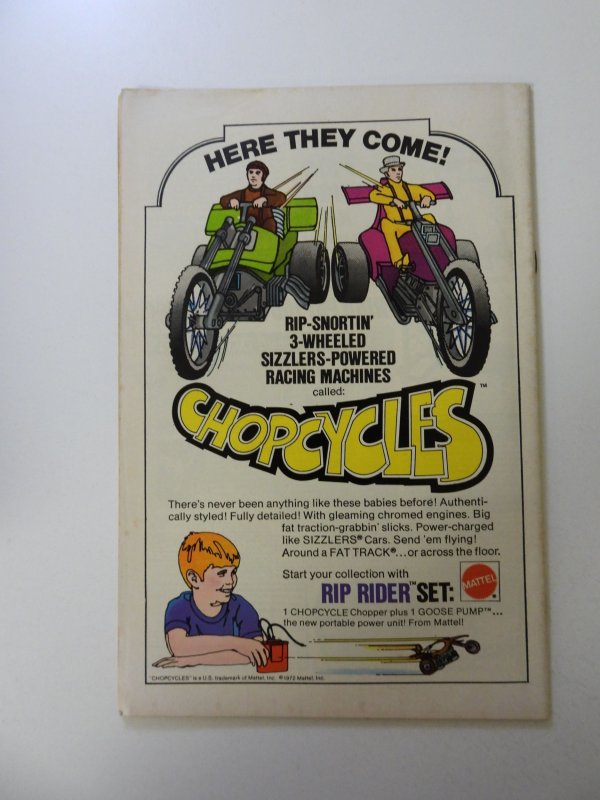 HERE THEY COME!
RIP-SNORTIN'
3-WHEELED
SIZZLERS-POWERED
RACING MACHINES
called:
CHOPCYCLES™
There's never been anything like these babies before! Authenti-
cally styled! Fully detailed! With gleaming chromed engines. Big
fat traction-grabbin' slicks. Power-charged
like SIZZLERS® Cars. Send 'em flying!
Around a FAT TRACK®...or across the floor.
Start your collection with
RIP RIDER™ SET:
MATTEL®
1 CHOPCYCLE Chopper plus 1 GOOSE PUMP™...
the new portable power unit! From Mattel!
"CHOPCYCLES" is a U.S. trademark of Mattel, Inc. ©1972 Mattel, Inc.